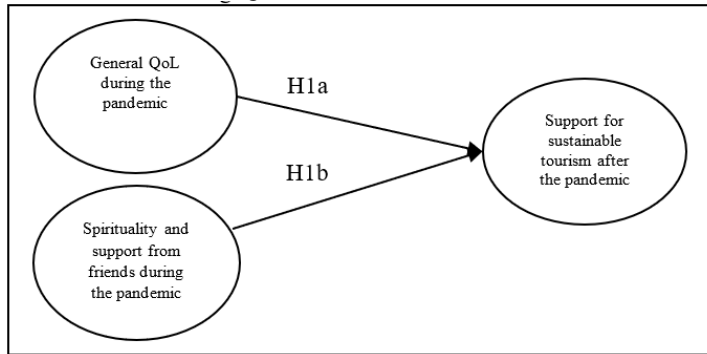 General QoL
during the
pandemic
H1a
Support for
sustainable
tourism after
the pandemic
H1b
Spirituality and
support from
friends during
the pandemic